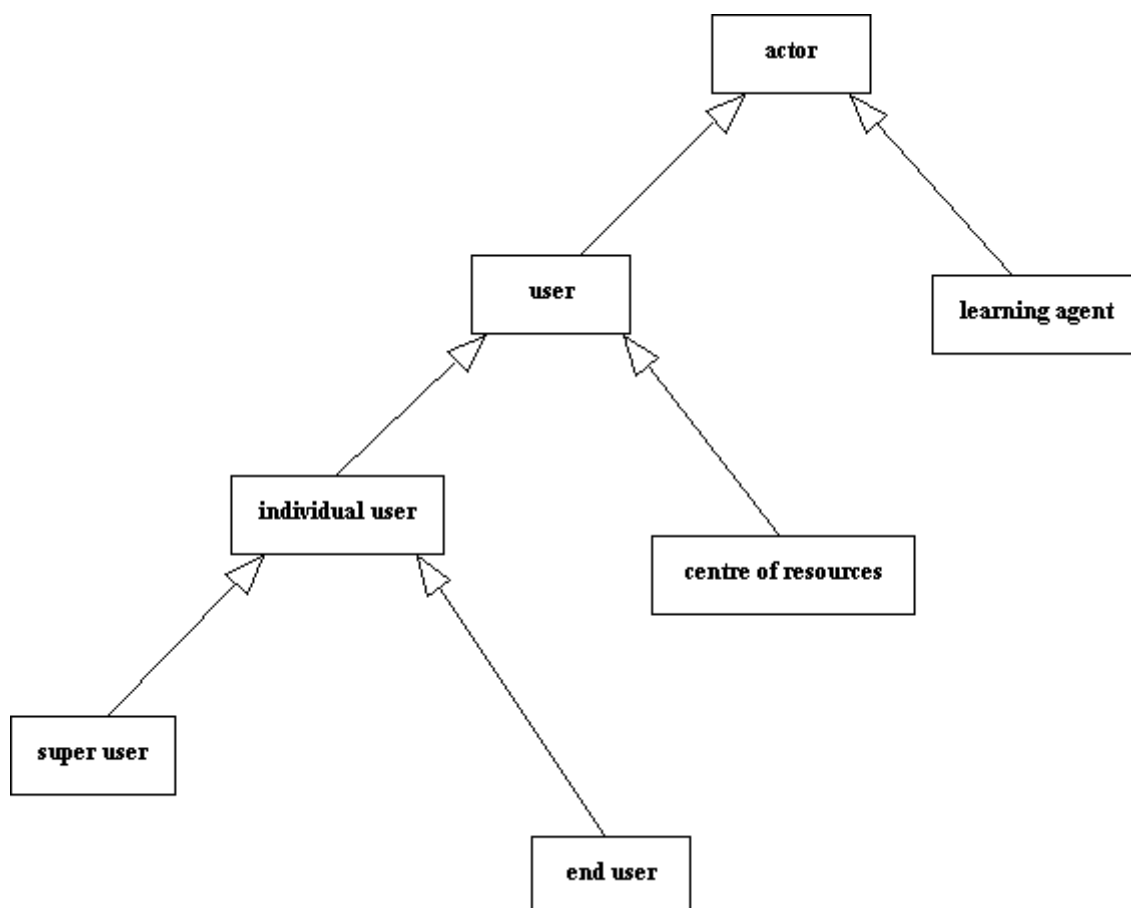 actor
user
learning agent
individual user
centre of resources
super user
end user